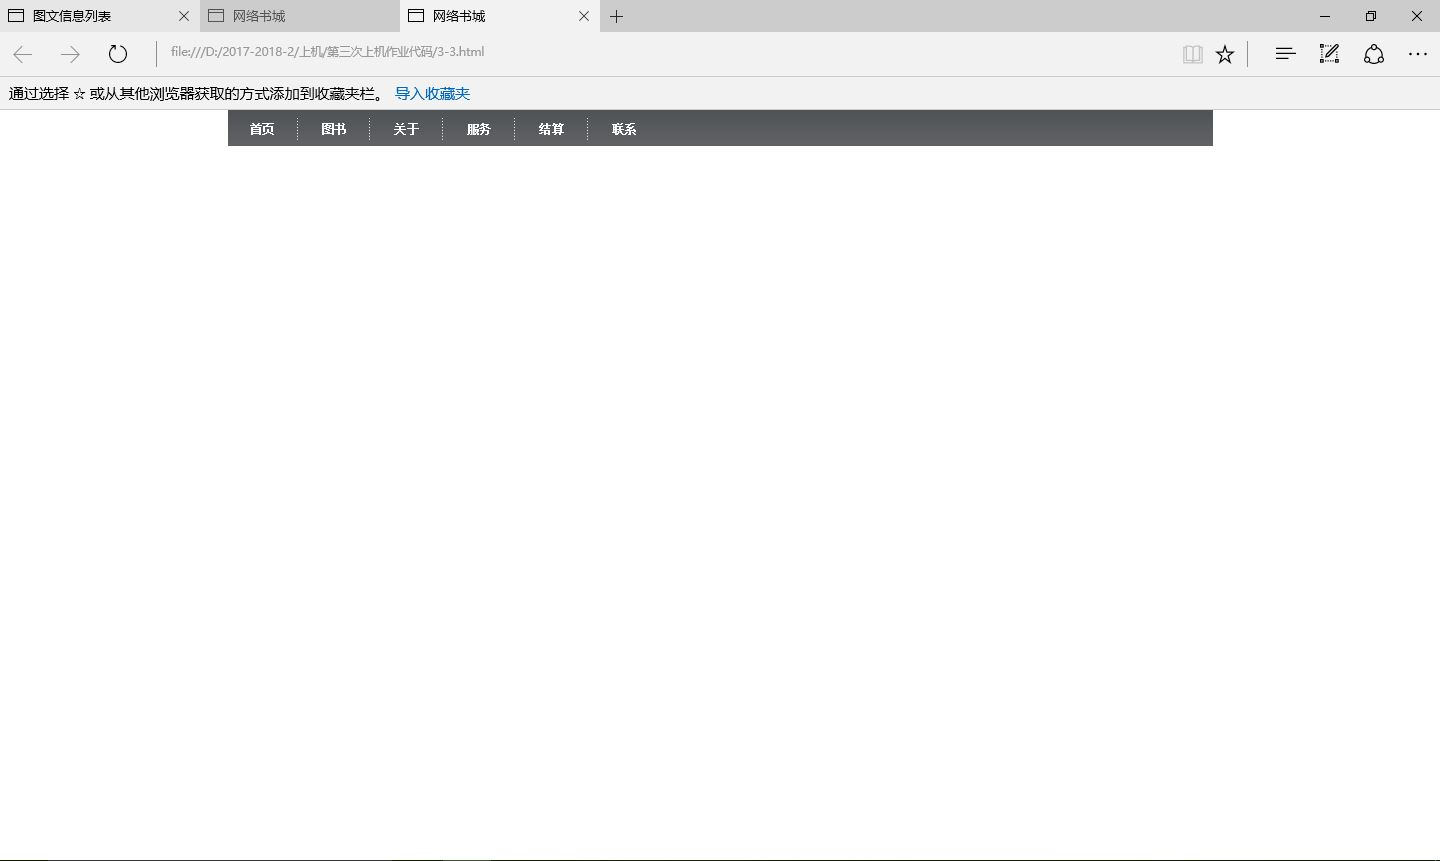 图文信息列表 网络书城 网络书城
file:///D:/2017-2018-2/上机/第三次上机作业代码/3-3.html
通过选择 ☆ 或从其他浏览器获取的方式添加到收藏夹栏。 导入收藏夹
首页 图书 关于 服务 结算 联系